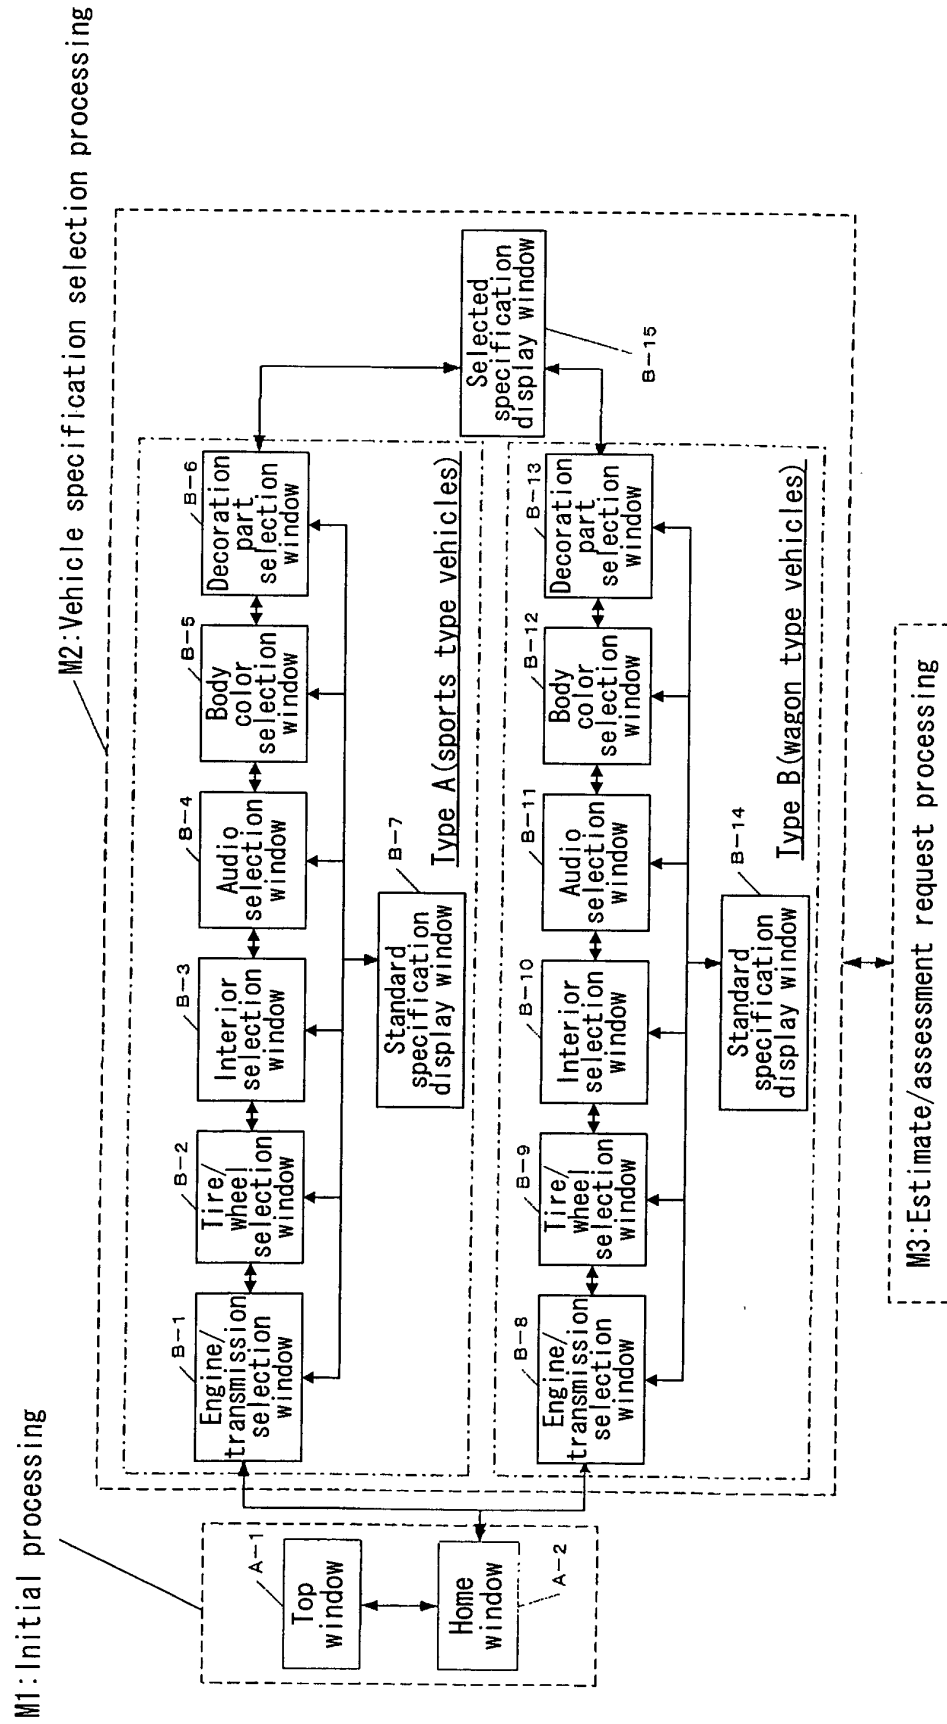 M1:Initial processing
A-1
Top
window
Home
window
A-2
M2:Vehicle specification selection processing
B-1
Engine/
transmission
selection
window
B-2
Tire/
wheel
selection
window
B-3
Interior
selection
window
B-4
Audio
selection
window
B-5
Body
color
selection
window
B-6
Decoration
part
selection
window
B-7
Standard
specification
display window
Type A(sports type vehicles)
Selected
specification
display window
B-15
B-8
Engine/
transmission
selection
window
B-9
Tire/
wheel
selection
window
B-10
Interior
selection
window
B-11
Audio
selection
window
B-12
Body
color
selection
window
B-13
Decoration
part
selection
window
B-14
Standard
specification
display window
Type B(wagon type vehicles)
M3:Estimate/assessment request processing